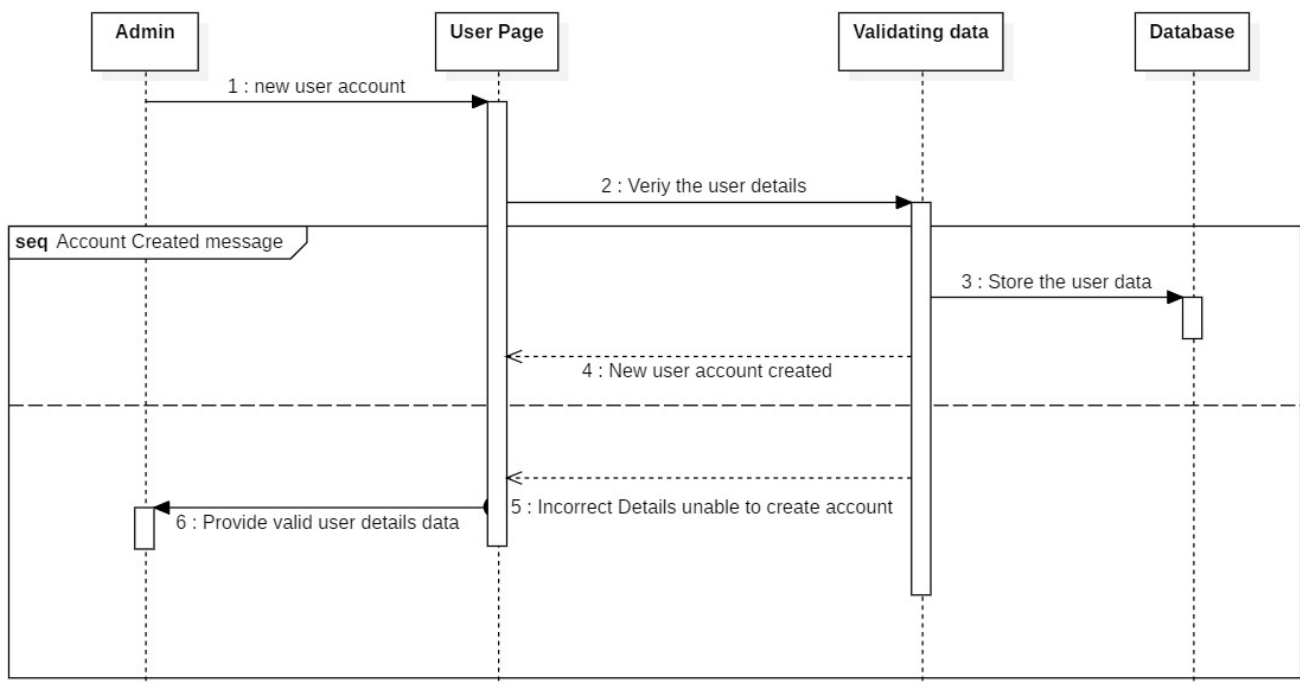 Admin
User Page
Validating data
Database
1 : new user account
2 : Veriy the user details
seq Account Created message
3 : Store the user data
4 : New user account created
5 : Incorrect Details unable to create account
6 : Provide valid user details data